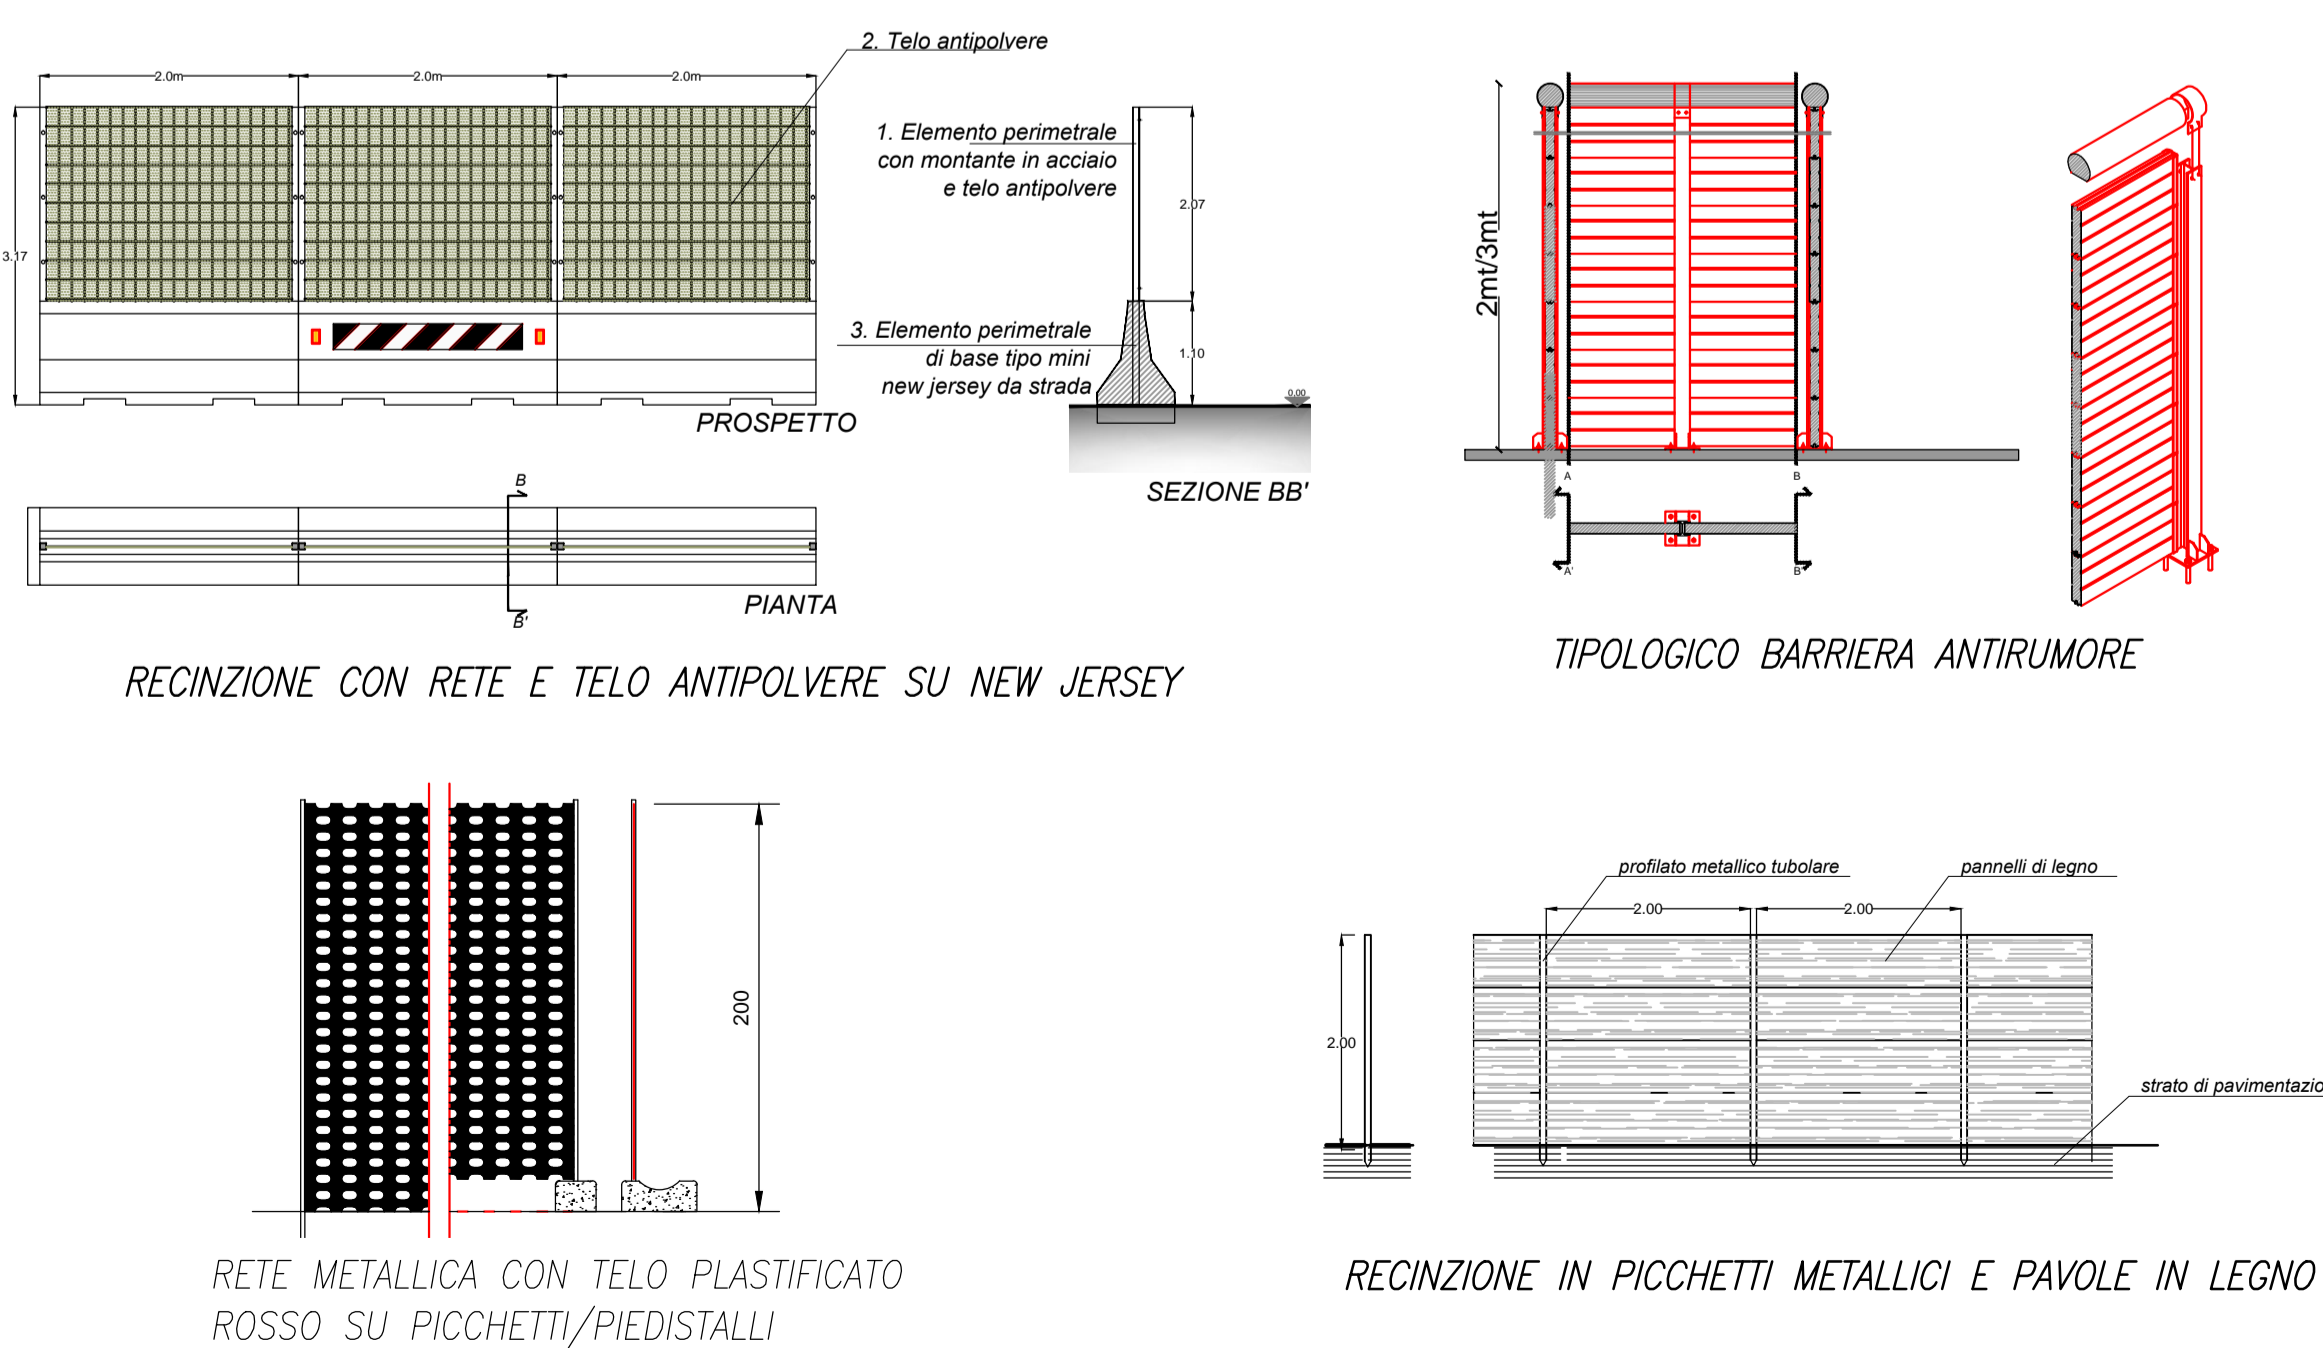 2. Telo antipolvere
2.0m
2.0m
2.0m
3.17
1. Elemento perimetrale
con montante in acciaio
e telo antipolvere
2.07
3. Elemento perimetrale
di base tipo mini
new jersey da strada
1.10
0,00
PROSPETTO
SEZIONE BB'
B
B'
PIANTA
RECINZIONE CON RETE E TELO ANTIPOLVERE SU NEW JERSEY
2mt/3mt
A
B
A'
B'
TIPOLOGICO BARRIERA ANTIRUMORE
200
RETE METALLICA CON TELO PLASTIFICATO
ROSSO SU PICCHETTI/PIEDISTALLI
profilato metallico tubolare
pannelli di legno
2.00
2.00
2.00
strato di pavimentazio
RECINZIONE IN PICCHETTI METALLICI E PAVOLE IN LEGNO